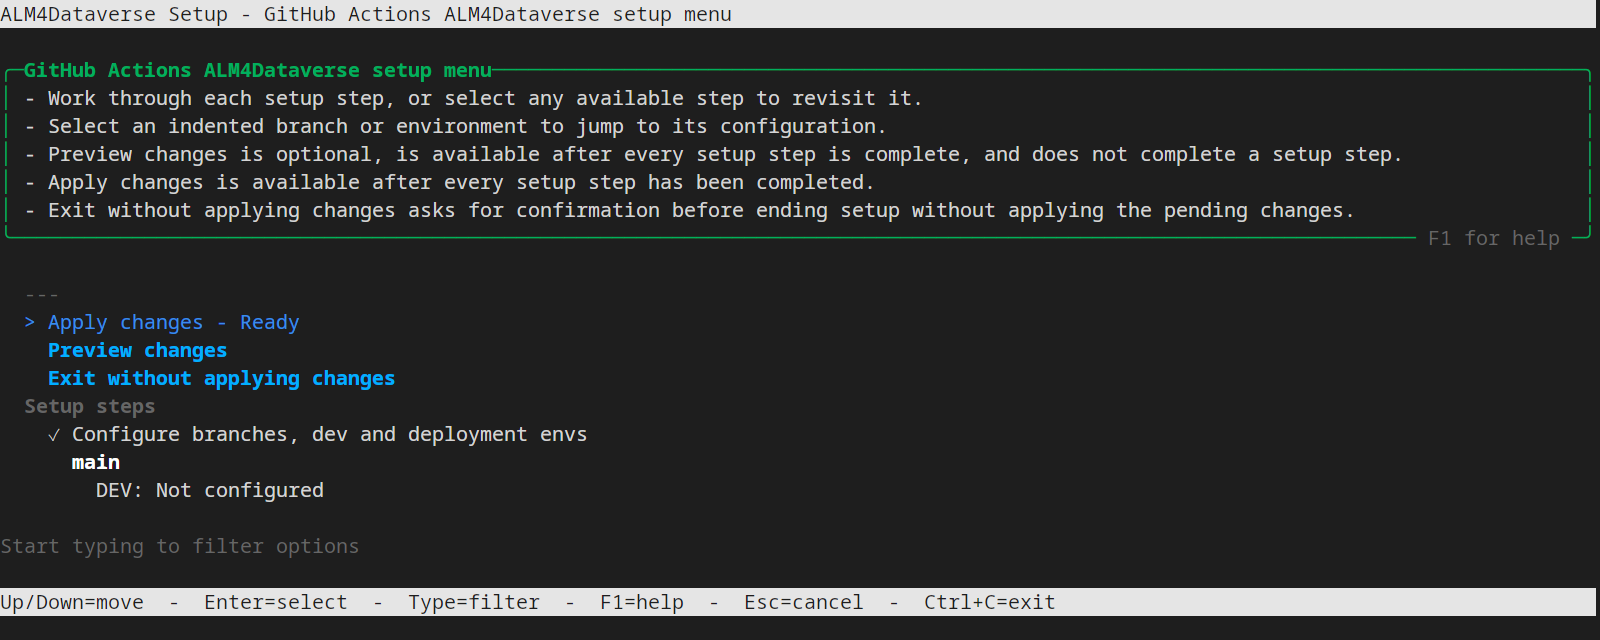 ALM4Dataverse Setup - GitHub Actions ALM4Dataverse setup menu
GitHub Actions ALM4Dataverse setup menu
- Work through each setup step, or select any available step to revisit it.
- Select an indented branch or environment to jump to its configuration.
- Preview changes is optional, is available after every setup step is complete, and does not complete a setup step.
- Apply changes is available after every setup step has been completed.
- Exit without applying changes asks for confirmation before ending setup without applying the pending changes.
F1 for help
---
> Apply changes - Ready
Preview changes
Exit without applying changes
Setup steps
✓ Configure branches, dev and deployment envs
main
DEV: Not configured
Start typing to filter options
Up/Down=move  -  Enter=select  -  Type=filter  -  F1=help  -  Esc=cancel  -  Ctrl+C=exit